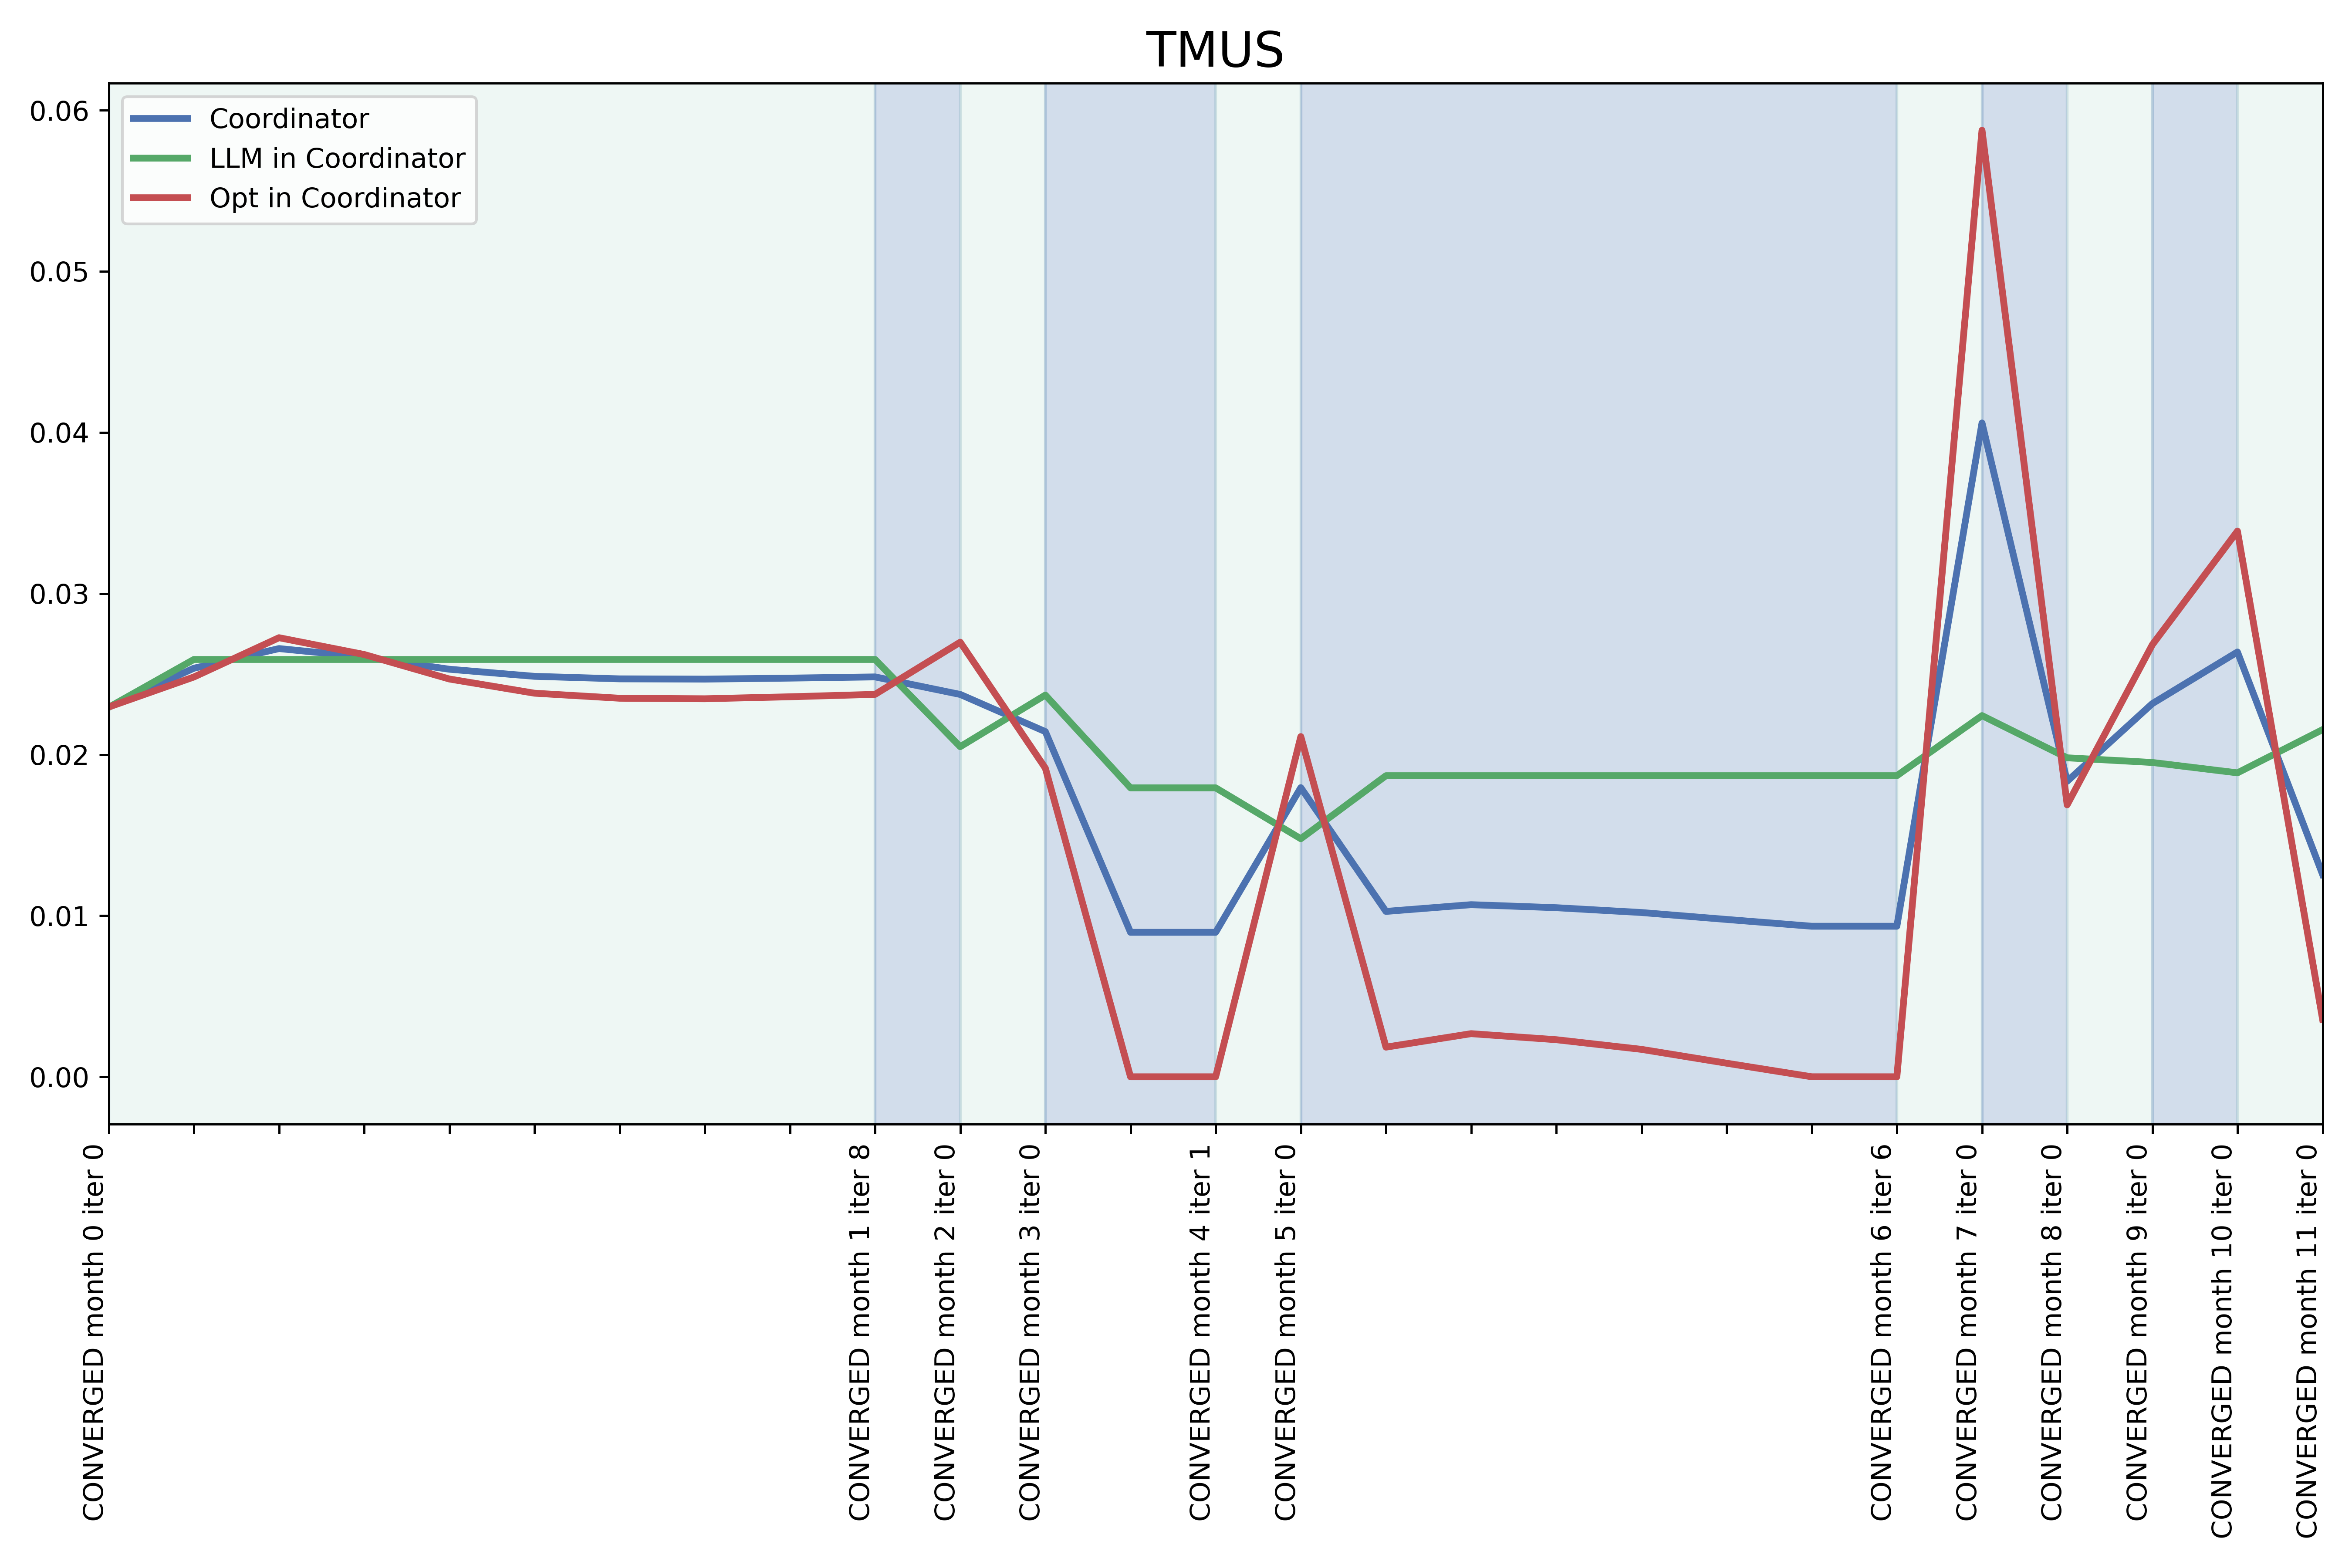 TMUS
0.06
0.05
0.04
0.03
0.02
0.01
0.00
Coordinator
LLM in Coordinator
Opt in Coordinator
CONVERGED month 0 iter 0
CONVERGED month 1 iter 8
CONVERGED month 2 iter 0
CONVERGED month 3 iter 0
CONVERGED month 4 iter 1
CONVERGED month 5 iter 0
CONVERGED month 6 iter 6
CONVERGED month 7 iter 0
CONVERGED month 8 iter 0
CONVERGED month 9 iter 0
CONVERGED month 10 iter 0
CONVERGED month 11 iter 0